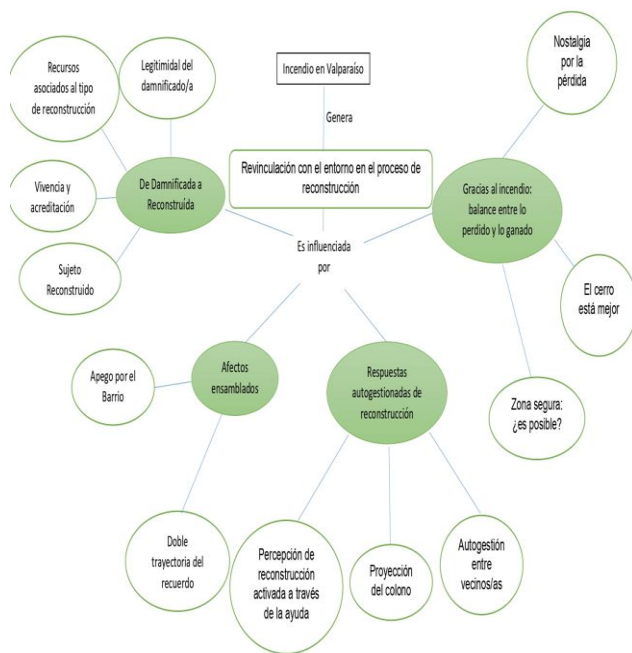 Incendio en Valparaíso
Genera
Revinculación con el entorno en el proceso de
reconstrucción
Es influenciada
por
Recursos
asociados al tipo
de reconstrucción
Legitimidal del
damnificado/a
De Damnificada a
Reconstruída
Vivencia y
acreditación
Sujeto
Reconstruido
Nostalgia
por la
pérdida
Gracias al incendio:
balance entre lo
perdido y lo ganado
El cerro
está mejor
Zona segura:
¿es posible?
Afectos
ensamblados
Apego por el
Barrio
Doble
trayectoria del
recuerdo
Respuestas
autogestionadas de
reconstrucción
Percepción de
reconstrucción
activada a través
de la ayuda
Proyección
del colono
Autogestión
entre
vecinos/as